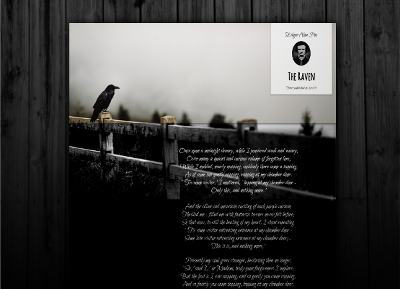 Edgar Allan Poe
THE RAVEN
Once upon a midnight dreary, while I pondered weak and weary,
Over many a quaint and curious volume of forgotten lore,
While I nodded, nearly napping, suddenly there came a tapping,
As of some one gently rapping, rapping at my chamber door.
'Tis some visitor, I muttered, tapping at my chamber door -
Only this, and nothing more.
And the silken sad uncertain rustling of each purple curtain
Thrilled me - filled me with fantastic terrors never felt before;
So that now, to still the beating of my heart, I stood repeating
'Tis some visitor entreating entrance at my chamber door -
Some late visitor entreating entrance at my chamber door; -
This it is, and nothing more,
Presently my soul grew stronger; hesitating then no longer,
'Sir,' said I, 'or Madam, truly your forgiveness I implore;
But the fact is I was napping, and so gently you came rapping,
And so faintly you came tapping, tapping at my chamber door,